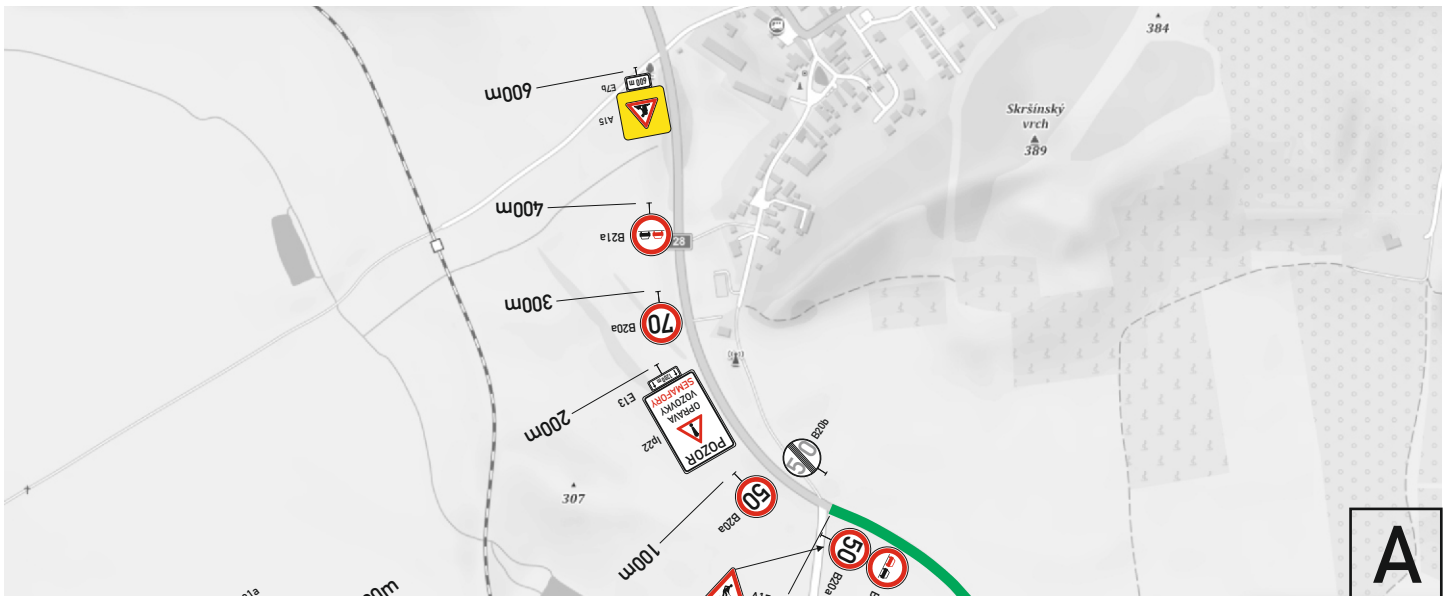 384
600m
600 m
E7b
A15
Skršínský
vrch
389
400m
B21a
28
300m
70
B20a
200m
E13
POZOR
OPRAVA
VOZOVKY
SEMAFORY
Ip22
50
B20b
307
50
B20a
100m
50
B20a
A